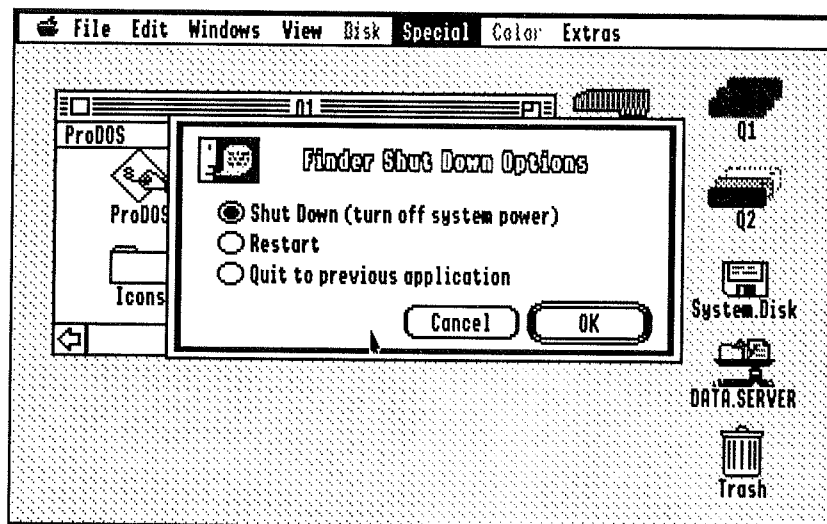 File Edit Windows View Disk Special Color Extras
Q1
ProDOS
ProDOS
Icons
Finder Shut Down Options
Shut Down (turn off system power)
Restart
Quit to previous application
Cancel OK
Q1
Q2
System.Disk
DATA.SERVER
Trash